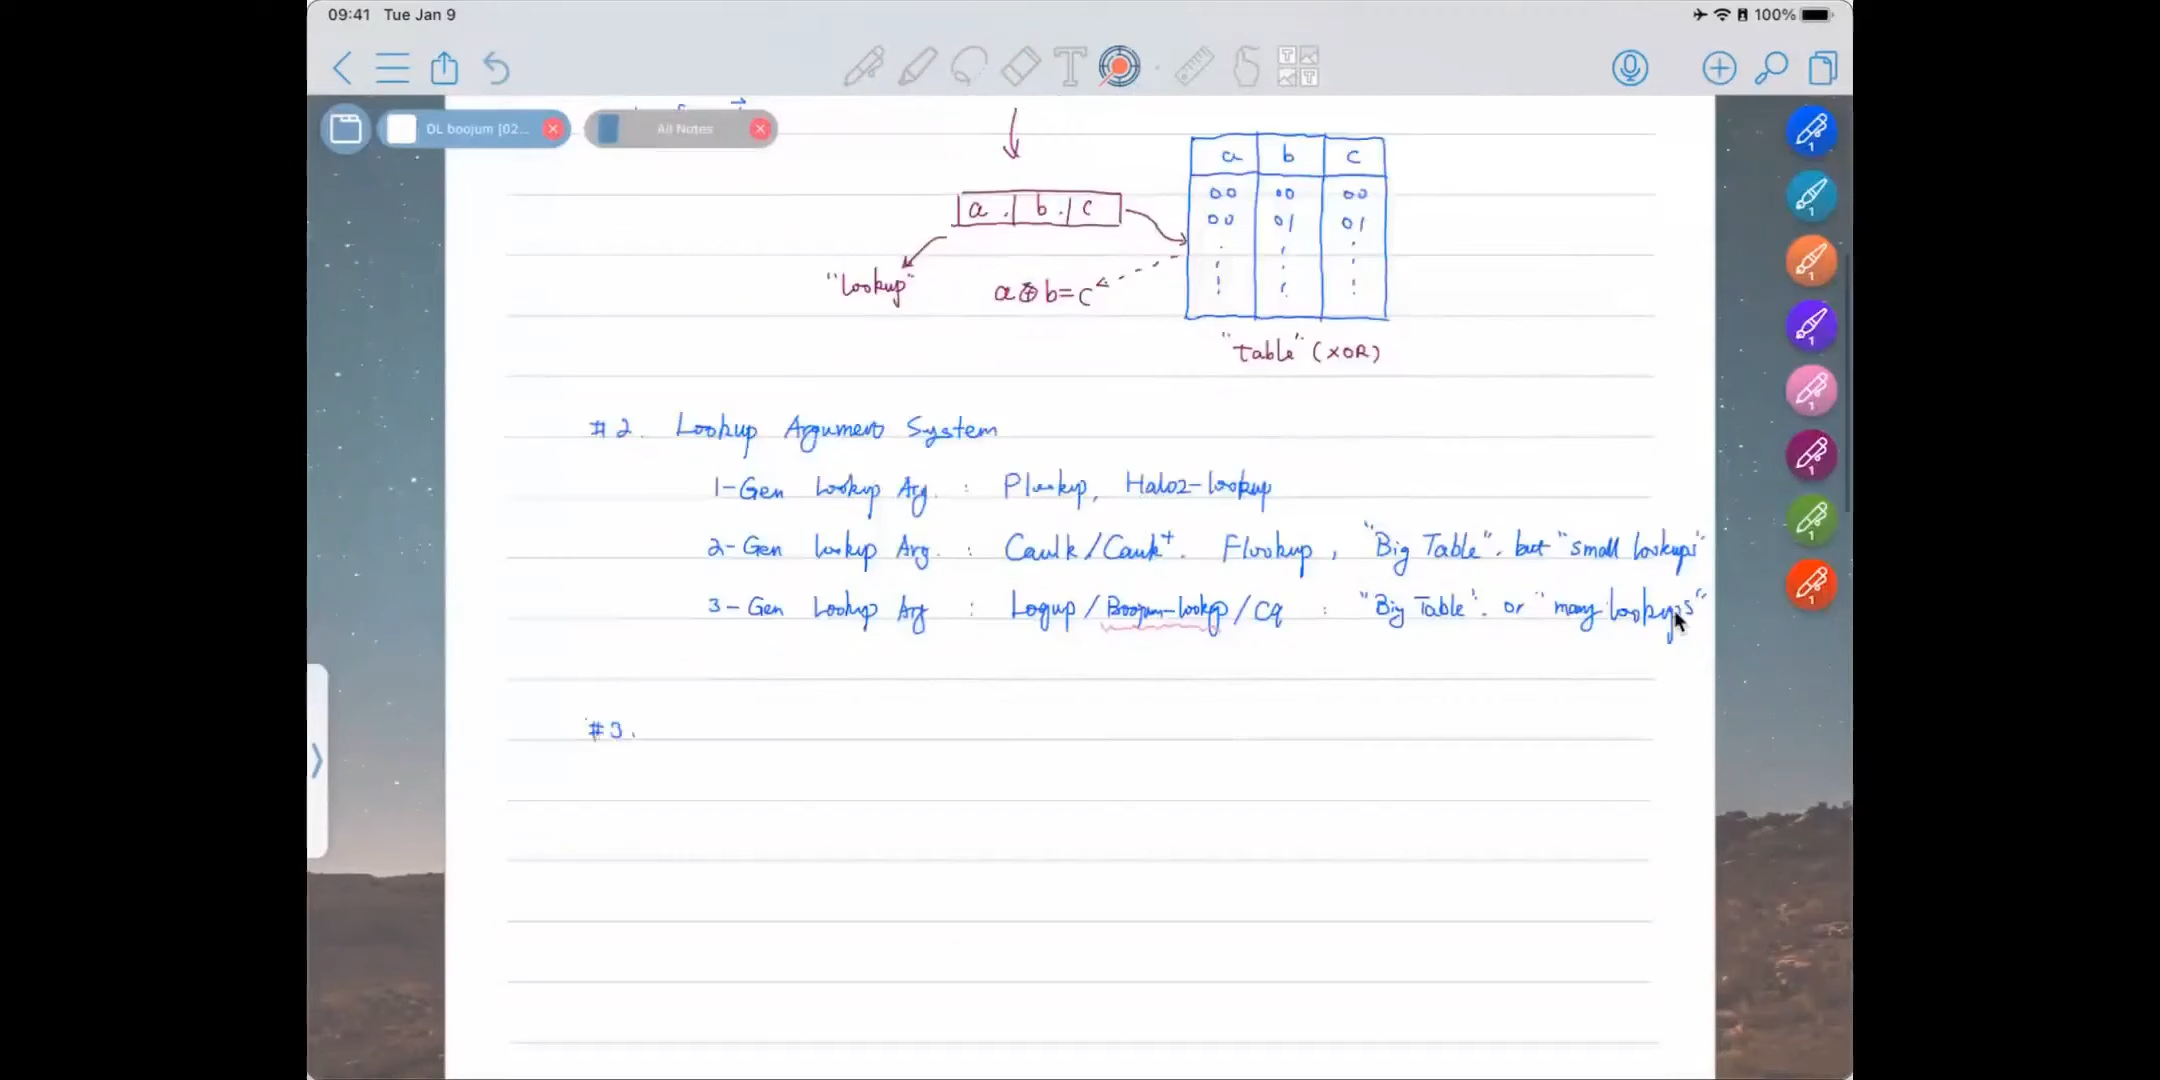 09:41 Tue Jan 9
100%
DL boojum [02...
All Notes
a b c
00 00 00
00 01 01
a b c
"lookup"
a ⊕ b = c
"Table" (XOR)
#2. Lookup Argument System
1-Gen Lookup Arg. : Plookup, Halo2-lookup
2-Gen lookup Arg. : Caulk/Caulk+. Flookup, "Big Table", but "small lookups"
3-Gen Lookup Arg : Logup/Boojum-lookup/Cq : "Big Table". or "many lookups"
#3.